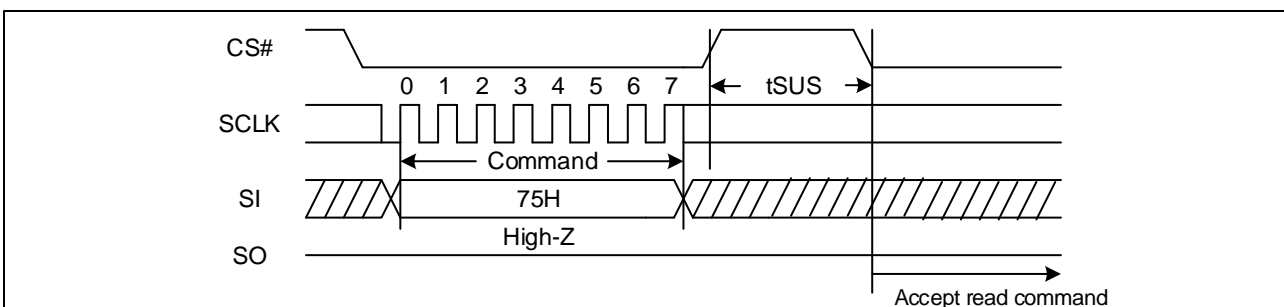 CS#
0 1 2 3 4 5 6 7
tSUS
SCLK
Command
SI
75H
High-Z
SO
Accept read command